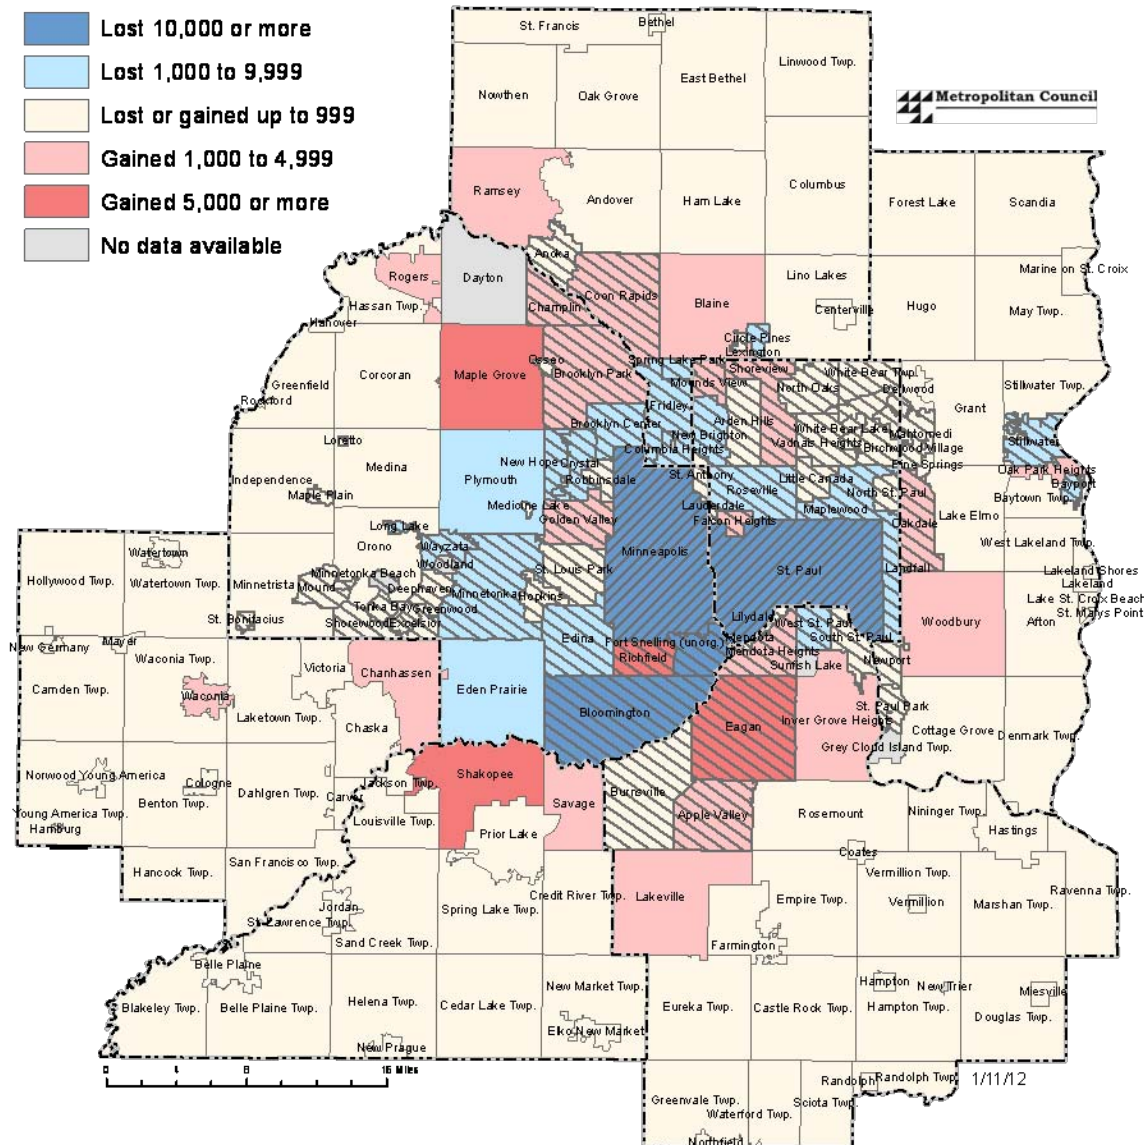 Lost 10,000 or more
Lost 1,000 to 9,999
Lost or gained up to 999
Gained 1,000 to 4,999
Gained 5,000 or more
No data available
Metropolitan Council
St. Francis
Bethel
Linwood Twp.
East Bethel
Nowthen
Oak Grove
Ramsey
Andover
Ham Lake
Columbus
Forest Lake
Scandia
Anoka
Rogers
Dayton
Coon Rapids
Lino Lakes
Marine on St. Croix
Hassan Twp.
Champlin
Blaine
Centerville
Hugo
May Twp.
Hanover
Circle Pines
Lexington
Osseo
Spring Lake Park
Shoreview
White Bear Twp.
Corcoran
Maple Grove
Brooklyn Park
Mounds View
North Oaks
Dellwood
Stillwater Twp.
Greenfield
Rockford
Fridley
Grant
Brooklyn Center
Arden Hills
White Bear Lake
Mahtomedi
Loretto
New Brighton
Vadnais Heights
Birchwood Village
Stillwater
Medina
Columbia Heights
New Hope
Crystal
Pine Springs
Oak Park Heights
Independence
Plymouth
Robbinsdale
St. Anthony
Roseville
Little Canada
North St. Paul
Bayport
Maple Plain
Medicine Lake
Lauderdale
Maplewood
Baytown Twp.
Long Lake
Golden Valley
Falcon Heights
Oakdale
Lake Elmo
Orono
Wayzata
Minneapolis
West Lakeland Twp.
Watertown
Woodland
St. Louis Park
St. Paul
Landfall
Lakeland Shores
Hollywood Twp.
Watertown Twp.
Minnetrista
Minnetonka Beach
Mound
Deephaven
Minnetonka
Hopkins
Lakeland
Tonka Bay
Greenwood
Lake St. Croix Beach
St. Marys Point
St. Bonifacius
Shorewood
Excelsior
Lilydale
West St. Paul
Woodbury
Afton
New Germany
Mayer
Edina
Fort Snelling (unorg.)
Mendota
South St. Paul
Waconia Twp.
Victoria
Chanhassen
Richfield
Mendota Heights
Sunfish Lake
Newport
Camden Twp.
Waconia
Eden Prairie
Laketown Twp.
Chaska
Bloomington
Eagan
Inver Grove Heights
St. Paul Park
Cottage Grove
Denmark Twp.
Grey Cloud Island Twp.
Norwood Young America
Cologne
Shakopee
Jackson Twp.
Young America Twp.
Hamburg
Benton Twp.
Dahlgren Twp.
Carver
Louisville Twp.
Savage
Burnsville
Apple Valley
Rosemount
Nininger Twp.
Prior Lake
Hastings
San Francisco Twp.
Coates
Hancock Twp.
Vermillion Twp.
Ravenna Twp.
Credit River Twp.
Lakeville
Empire Twp.
Vermillion
Marshan Twp.
Jordan
Spring Lake Twp.
St. Lawrence Twp.
Sand Creek Twp.
Farmington
Belle Plaine
New Market Twp.
Hampton
New Trier
Miesville
Blakeley Twp.
Belle Plaine Twp.
Helena Twp.
Cedar Lake Twp.
Eureka Twp.
Castle Rock Twp.
Hampton Twp.
Douglas Twp.
Elko New Market
New Prague
0 4 8 16 Miles
Randolph
Randolph Twp.
1/11/12
Greenvale Twp.
Waterford Twp.
Sciota Twp.
Northfield